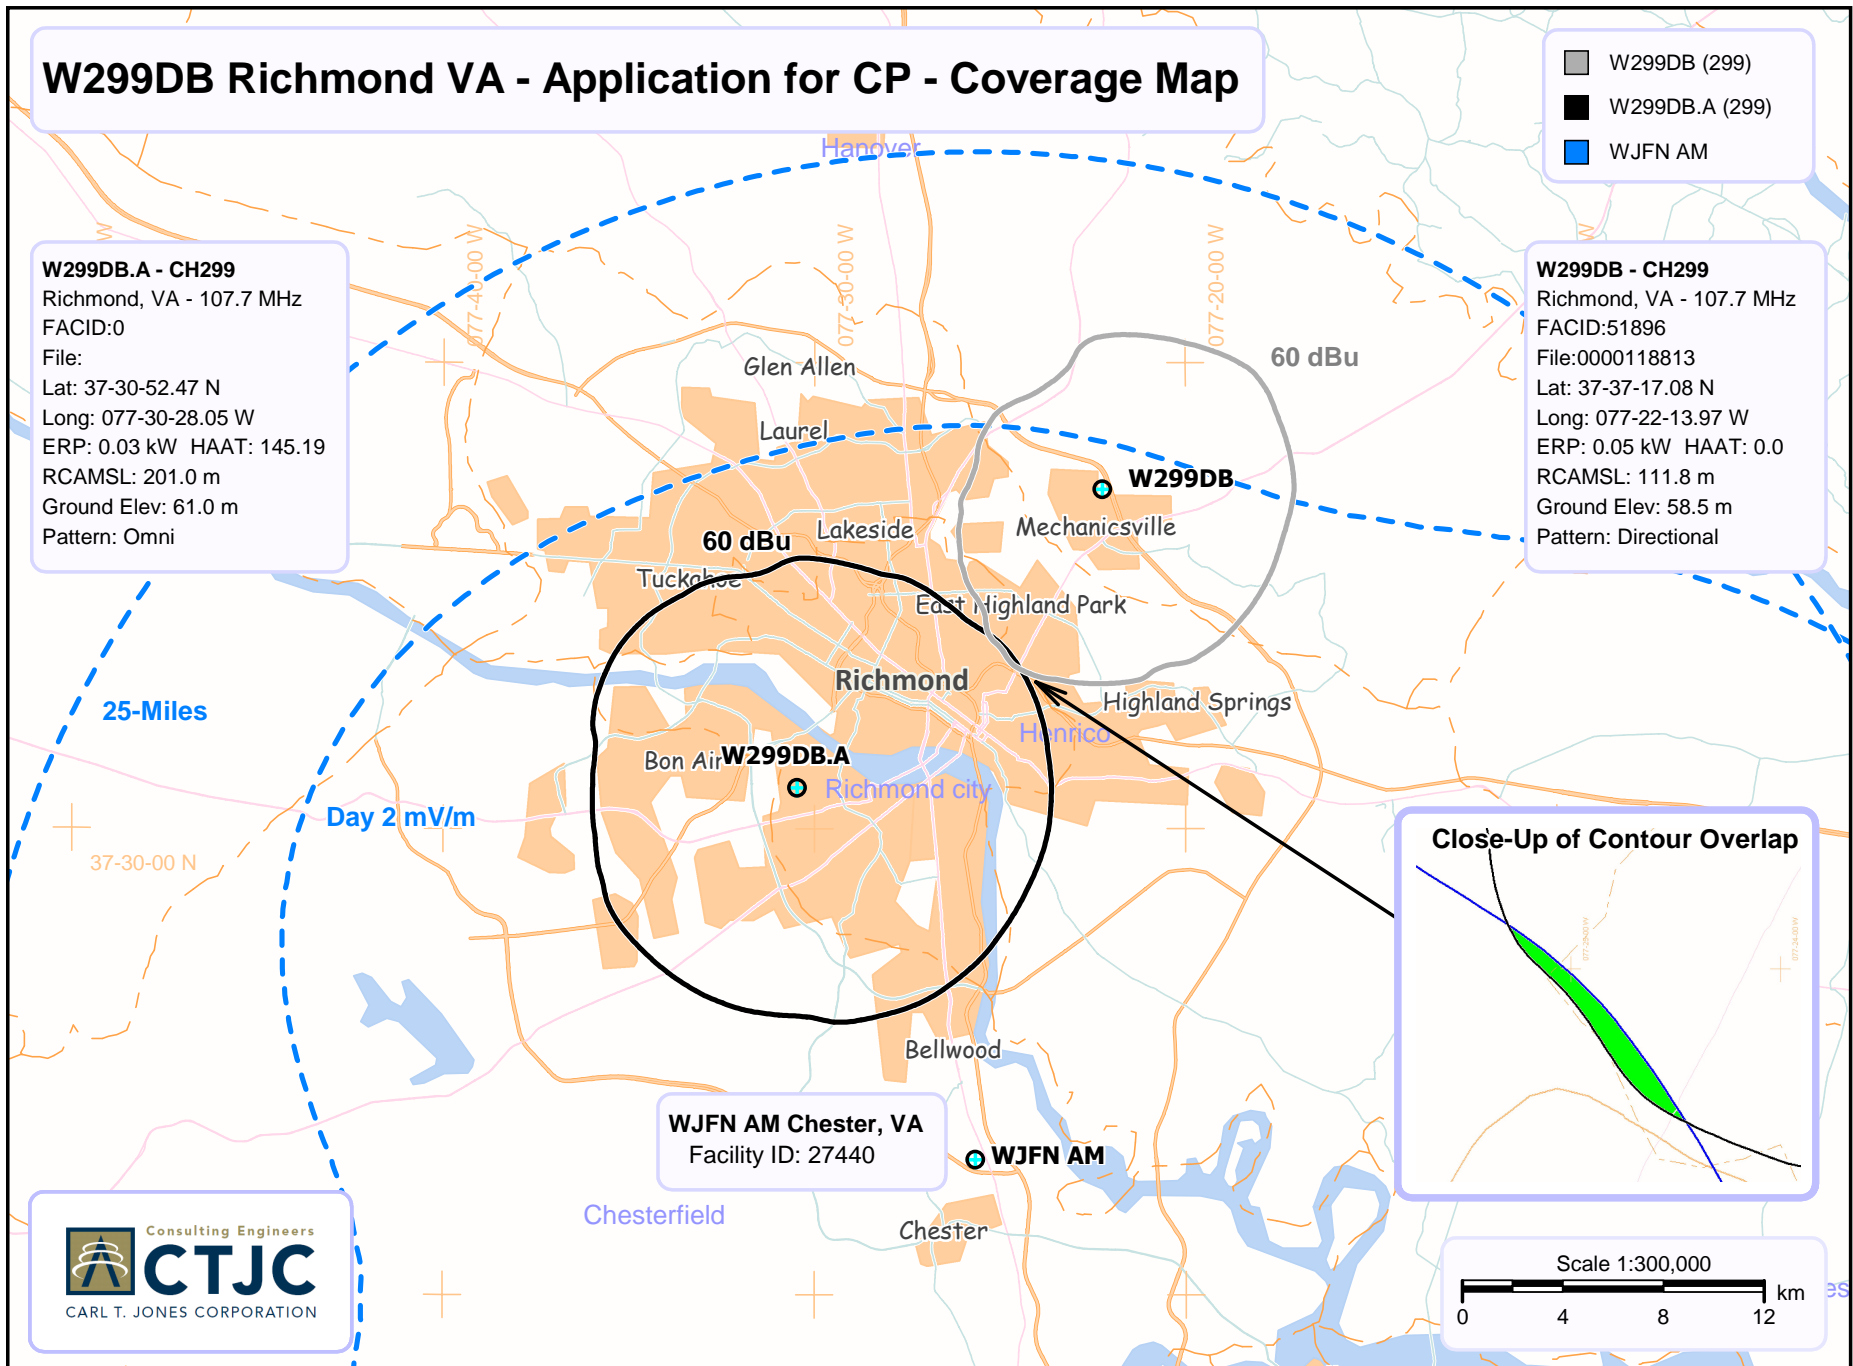 W299DB Richmond VA - Application for CP - Coverage Map
W299DB (299)
W299DB.A (299)
WJFN AM
W299DB.A - CH299
Richmond, VA - 107.7 MHz
FACID:0
File:
Lat: 37-30-52.47 N
Long: 077-30-28.05 W
ERP: 0.03 kW HAAT: 145.19
RCAMSL: 201.0 m
Ground Elev: 61.0 m
Pattern: Omni
W299DB - CH299
Richmond, VA - 107.7 MHz
FACID:51896
File:0000118813
Lat: 37-37-17.08 N
Long: 077-22-13.97 W
ERP: 0.05 kW HAAT: 0.0
RCAMSL: 111.8 m
Ground Elev: 58.5 m
Pattern: Directional
Hanover
W
077-40-00 W
077-30-00 W
077-20-00 W
W
60 dBu
Glen Allen
Laurel
W299DB
Lakeside
Mechanicsville
60 dBu
Tuckahoe
East Highland Park
Richmond
Highland Springs
25-Miles
Henrico
Bon Air
W299DB.A
Richmond city
Day 2 mV/m
37-30-00 N
Close-Up of Contour Overlap
077-25-00 W
077-24-00 W
Bellwood
WJFN AM Chester, VA
Facility ID: 27440
WJFN AM
Chesterfield
Chester
Consulting Engineers
CTJC
CARL T. JONES CORPORATION
Scale 1:300,000
km
0 4 8 12
es